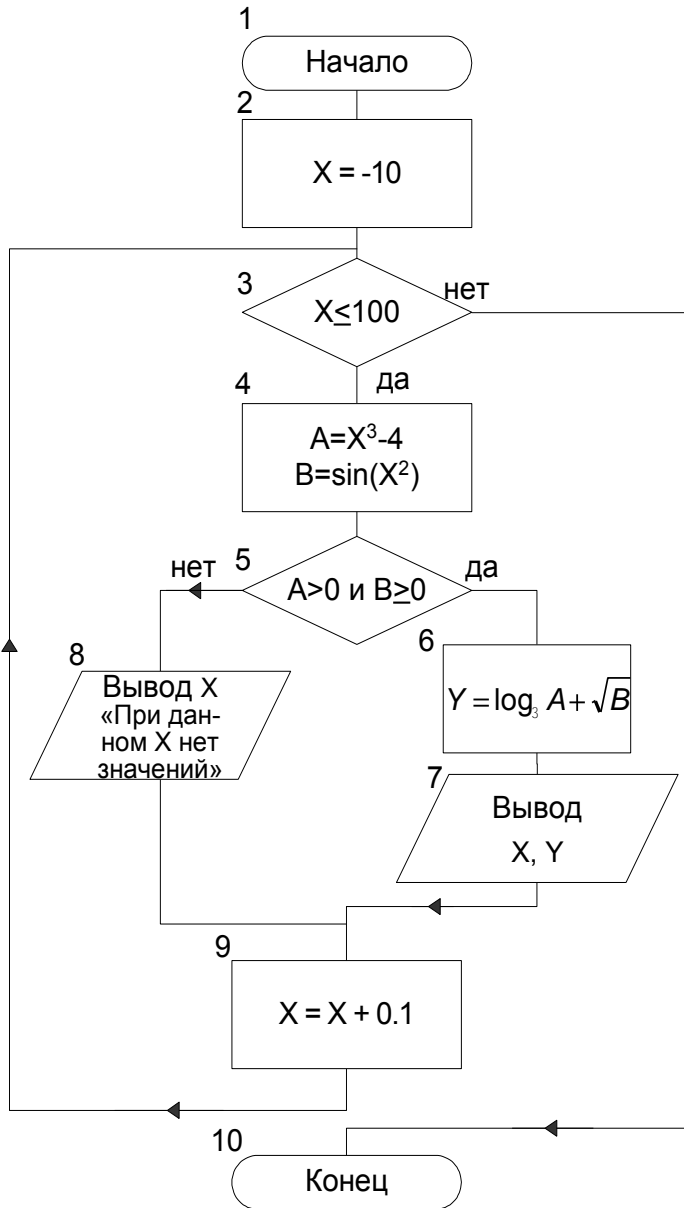 1
Начало
2
X = -10
3
X≤100
нет
да
4
A=X³-4
B=sin(X²)
5
нет
A>0 и B≥0
да
6
Y = log₃ A + √B
8
Вывод X
«При дан-
ном X нет
значений»
7
Вывод
X, Y
9
X = X + 0.1
10
Конец